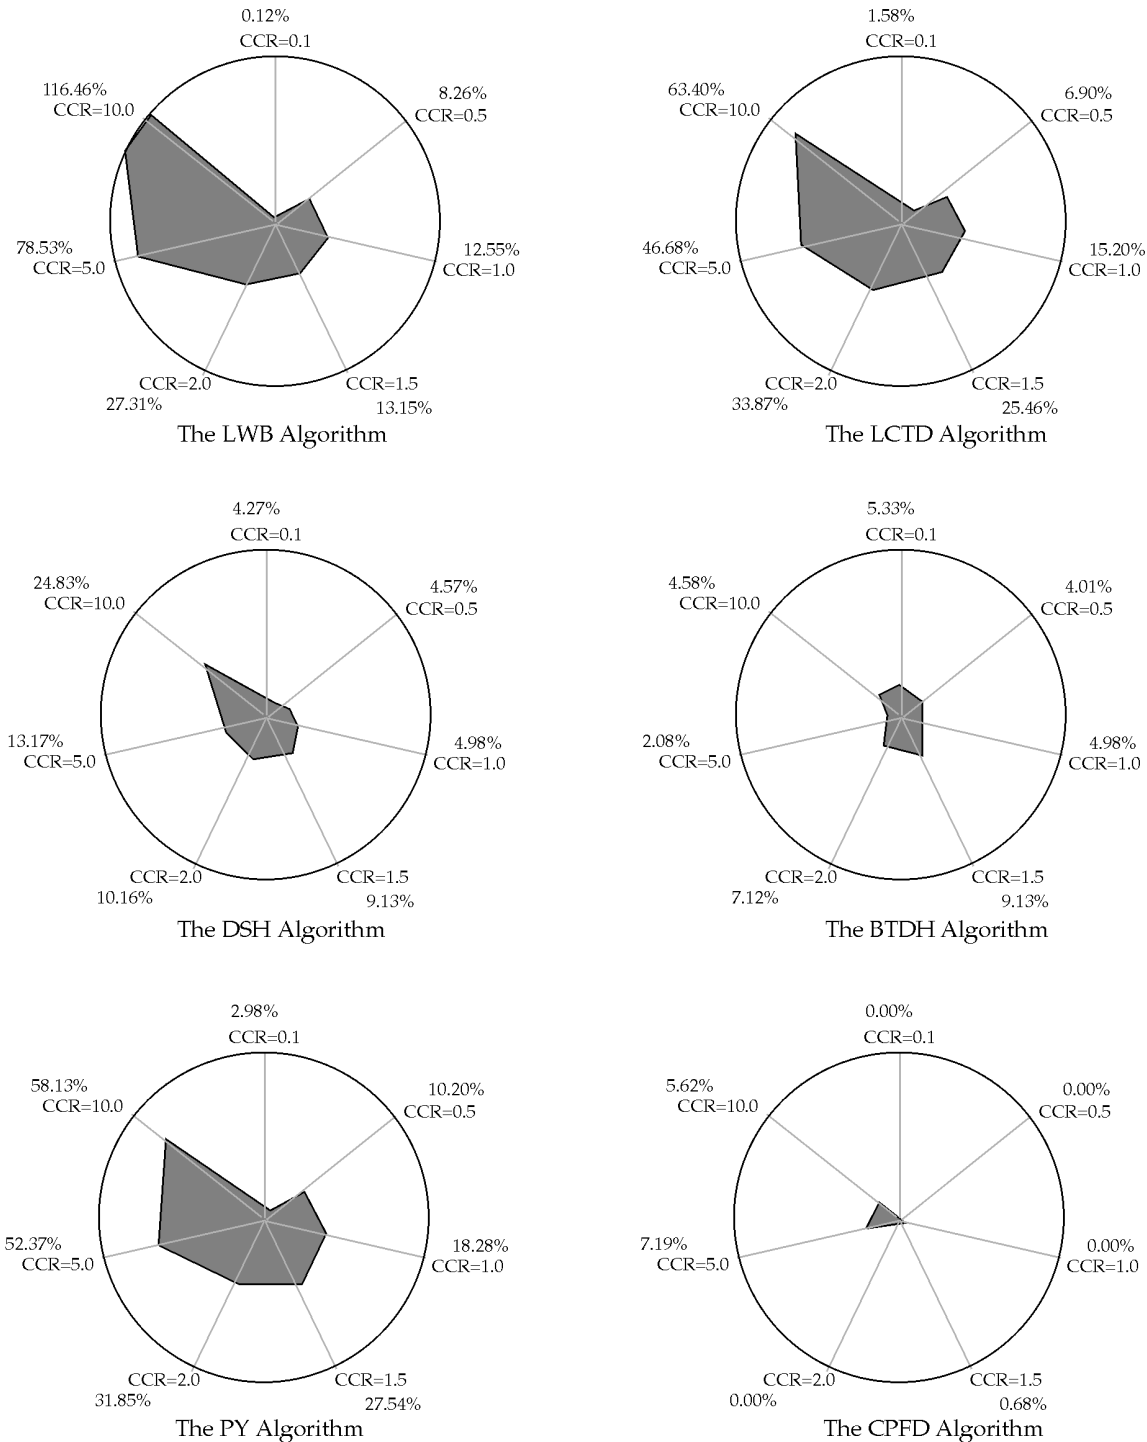 0.12%
CCR=0.1
116.46%
CCR=10.0
8.26%
CCR=0.5
78.53%
CCR=5.0
12.55%
CCR=1.0
CCR=2.0
27.31%
CCR=1.5
13.15%
The LWB Algorithm
1.58%
CCR=0.1
63.40%
CCR=10.0
6.90%
CCR=0.5
46.68%
CCR=5.0
15.20%
CCR=1.0
CCR=2.0
33.87%
CCR=1.5
25.46%
The LCTD Algorithm
4.27%
CCR=0.1
24.83%
CCR=10.0
4.57%
CCR=0.5
13.17%
CCR=5.0
4.98%
CCR=1.0
CCR=2.0
10.16%
CCR=1.5
9.13%
The DSH Algorithm
5.33%
CCR=0.1
4.58%
CCR=10.0
4.01%
CCR=0.5
2.08%
CCR=5.0
4.98%
CCR=1.0
CCR=2.0
7.12%
CCR=1.5
9.13%
The BTDH Algorithm
2.98%
CCR=0.1
58.13%
CCR=10.0
10.20%
CCR=0.5
52.37%
CCR=5.0
18.28%
CCR=1.0
CCR=2.0
31.85%
CCR=1.5
27.54%
The PY Algorithm
0.00%
CCR=0.1
5.62%
CCR=10.0
0.00%
CCR=0.5
7.19%
CCR=5.0
0.00%
CCR=1.0
CCR=2.0
0.00%
CCR=1.5
0.68%
The CPFD Algorithm